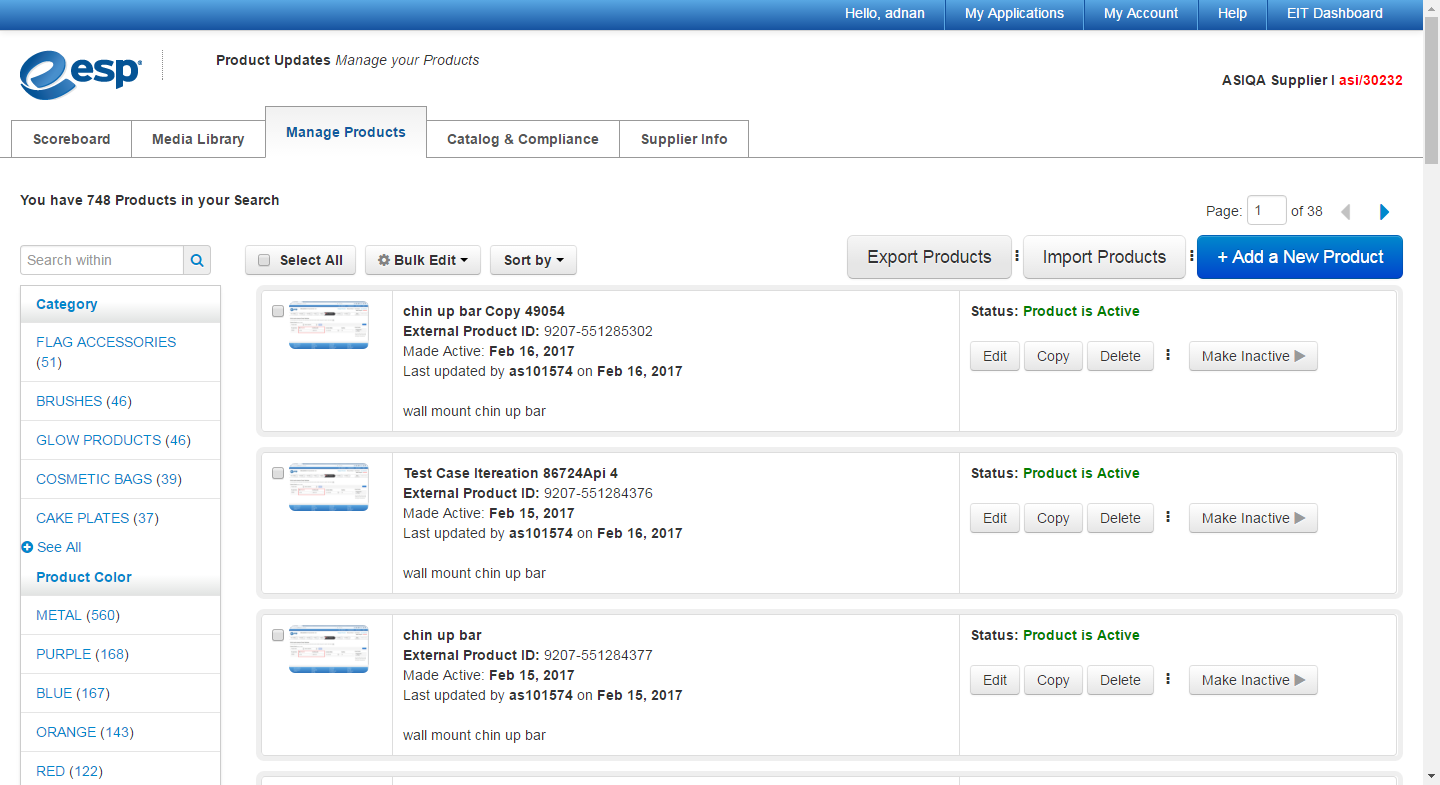 Hello, adnan My Applications My Account Help EIT Dashboard
esp
Product Updates Manage your Products
ASIQA Supplier I asi/30232
Scoreboard Media Library Manage Products Catalog & Compliance Supplier Info
You have 748 Products in your Search
Page: 1 of 38
Search within
Select All Bulk Edit Sort by
Export Products Import Products + Add a New Product
Category
FLAG ACCESSORIES
(51)
BRUSHES (46)
GLOW PRODUCTS (46)
COSMETIC BAGS (39)
CAKE PLATES (37)
See All
Product Color
METAL (560)
PURPLE (168)
BLUE (167)
ORANGE (143)
RED (122)
chin up bar Copy 49054
External Product ID: 9207-551285302
Made Active: Feb 16, 2017
Last updated by as101574 on Feb 16, 2017
wall mount chin up bar
Status: Product is Active
Edit Copy Delete Make Inactive
Test Case Itereation 86724Api 4
External Product ID: 9207-551284376
Made Active: Feb 15, 2017
Last updated by as101574 on Feb 16, 2017
wall mount chin up bar
Status: Product is Active
Edit Copy Delete Make Inactive
chin up bar
External Product ID: 9207-551284377
Made Active: Feb 15, 2017
Last updated by as101574 on Feb 15, 2017
wall mount chin up bar
Status: Product is Active
Edit Copy Delete Make Inactive